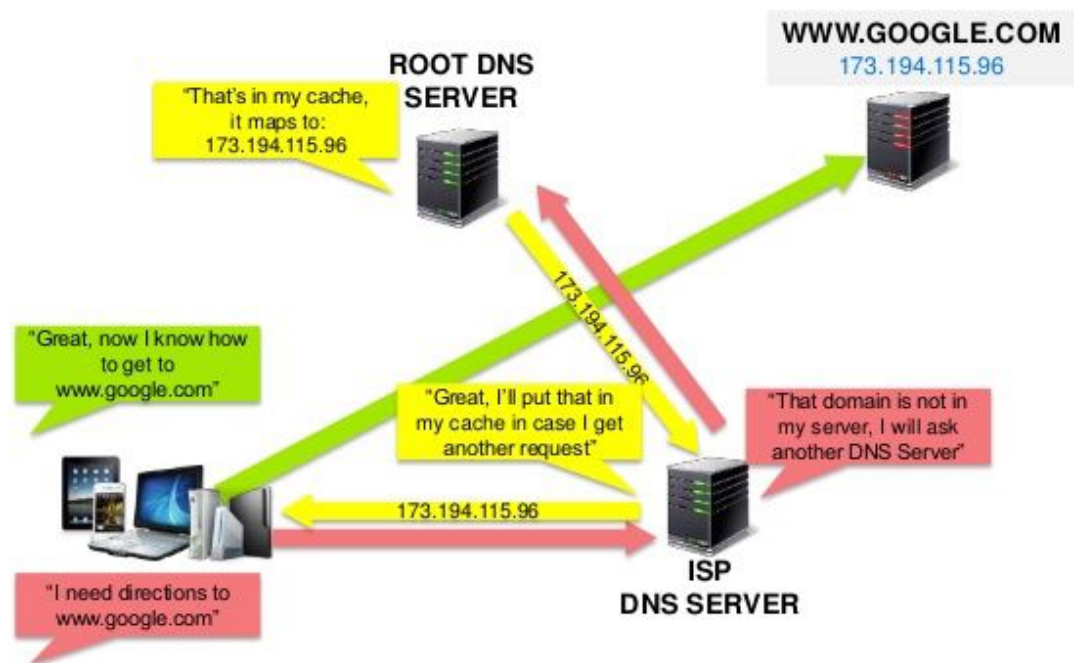 WWW.GOOGLE.COM
173.194.115.96
ROOT DNS
SERVER
“That’s in my cache,
it maps to:
173.194.115.96
173.194.115.96
“Great, now I know how
to get to
www.google.com”
“Great, I’ll put that in
my cache in case I get
another request”
“That domain is not in
my server, I will ask
another DNS Server”
173.194.115.96
ISP
DNS SERVER
“I need directions to
www.google.com”